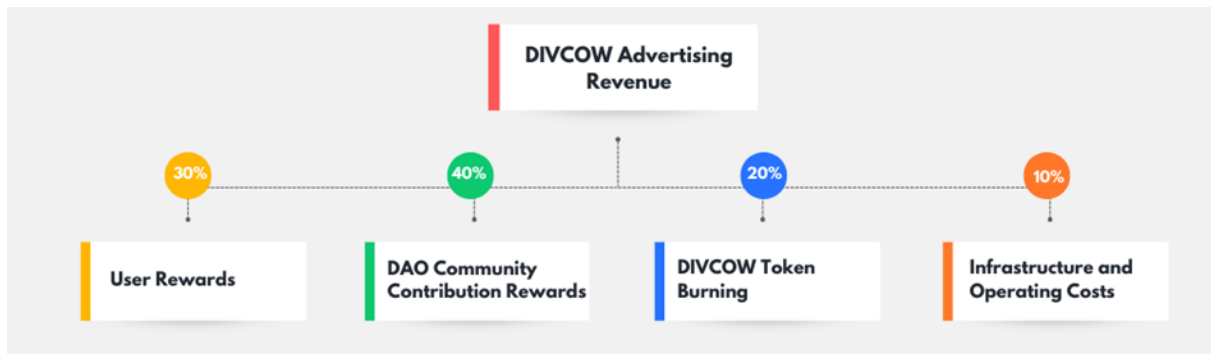 DIVCOW Advertising
Revenue
30%
40%
20%
10%
User Rewards
DAO Community
Contribution Rewards
DIVCOW Token
Burning
Infrastructure and
Operating Costs